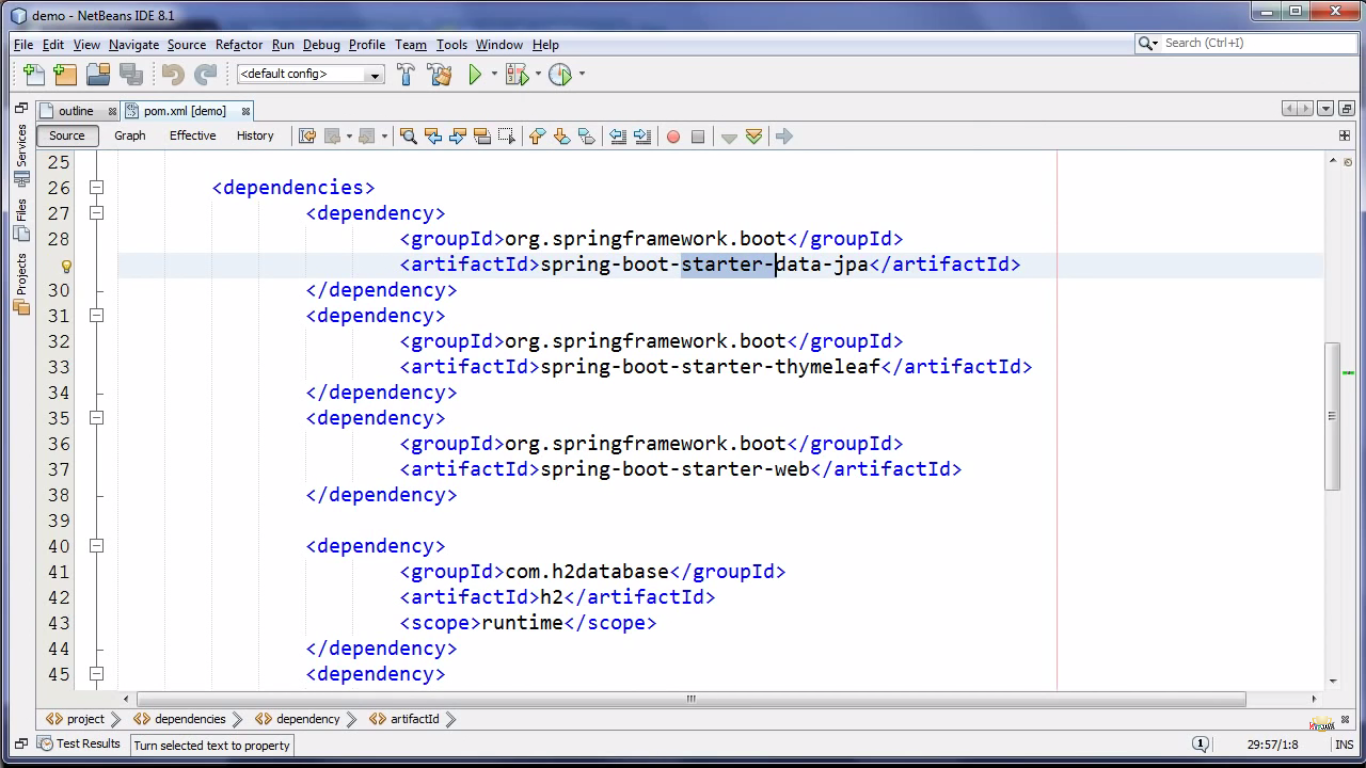 demo - NetBeans IDE 8.1
File Edit View Navigate Source Refactor Run Debug Profile Team Tools Window Help
Search (Ctrl+I)
<default config>
outline
pom.xml [demo]
Source Graph Effective History
Services
Files
Projects
25
26 <dependencies>
27 <dependency>
28 <groupId>org.springframework.boot</groupId>
<artifactId>spring-boot-starter-data-jpa</artifactId>
30 </dependency>
31 <dependency>
32 <groupId>org.springframework.boot</groupId>
33 <artifactId>spring-boot-starter-thymeleaf</artifactId>
34 </dependency>
35 <dependency>
36 <groupId>org.springframework.boot</groupId>
37 <artifactId>spring-boot-starter-web</artifactId>
38 </dependency>
39
40 <dependency>
41 <groupId>com.h2database</groupId>
42 <artifactId>h2</artifactId>
43 <scope>runtime</scope>
44 </dependency>
45 <dependency>
project dependencies dependency artifactId
Test Results
Turn selected text to property
1
29:57/1:8
INS